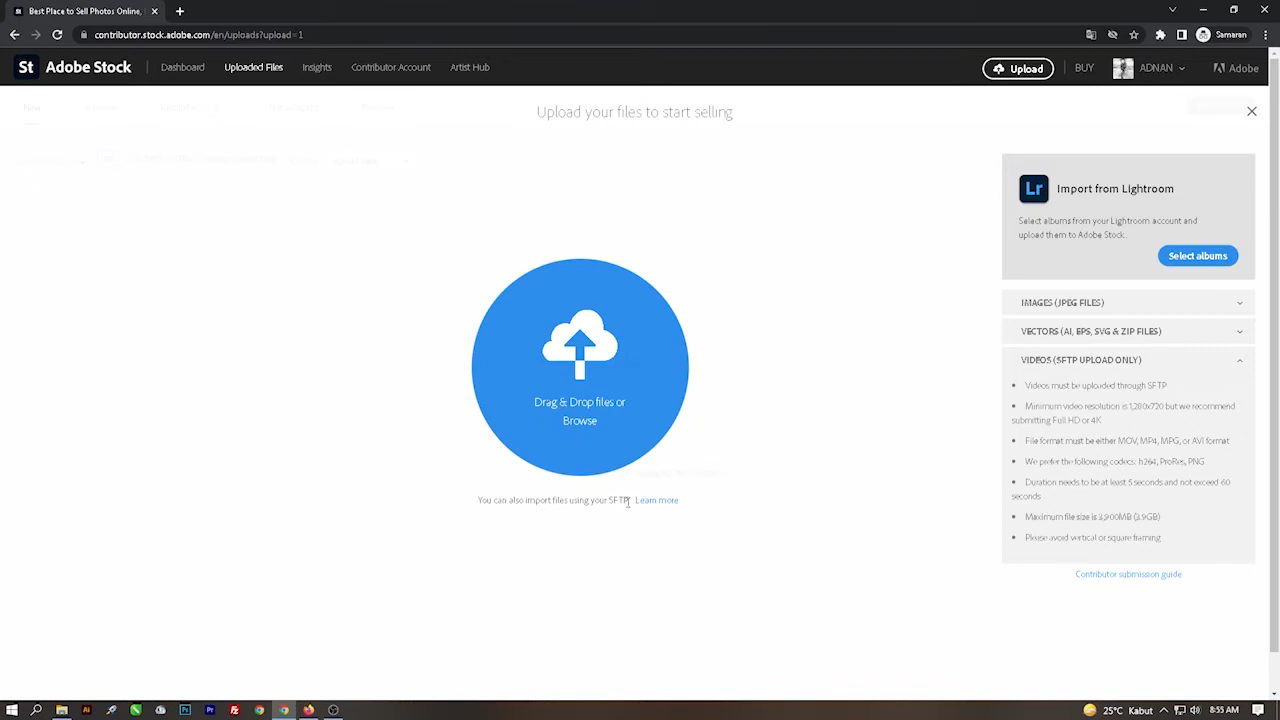 St Best Place to Sell Photos Online,
contributor.stock.adobe.com/en/uploads?upload=1
Samaran
St Adobe Stock
Dashboard
Uploaded Files
Insights
Contributor Account
Artist Hub
Upload
BUY
ADNAN
Adobe
New
Upload your files to start selling
Lr Import from Lightroom
Select albums from your Lightroom account and
upload them to Adobe Stock.
Select albums
Drag & Drop files or
Browse
You can also import files using your SFTP. Learn more
IMAGES (JPEG FILES)
VECTORS (AI, EPS, SVG & ZIP FILES)
VIDEOS (SFTP UPLOAD ONLY)
• Videos must be uploaded through SFTP
• Minimum video resolution is 1,280x720 but we recommend
submitting Full HD or 4K
• File format must be either MOV, MP4, MPG, or AVI format
• We prefer the following codecs: h264, ProRes, PNG
• Duration needs to be at least 5 seconds and not exceed 60
seconds
• Maximum file size is 3,900MB (3.9GB)
• Please avoid vertical or square framing
Contributor submission guide
Ai
Ps
Pr
25°C Kabut
8:55 AM